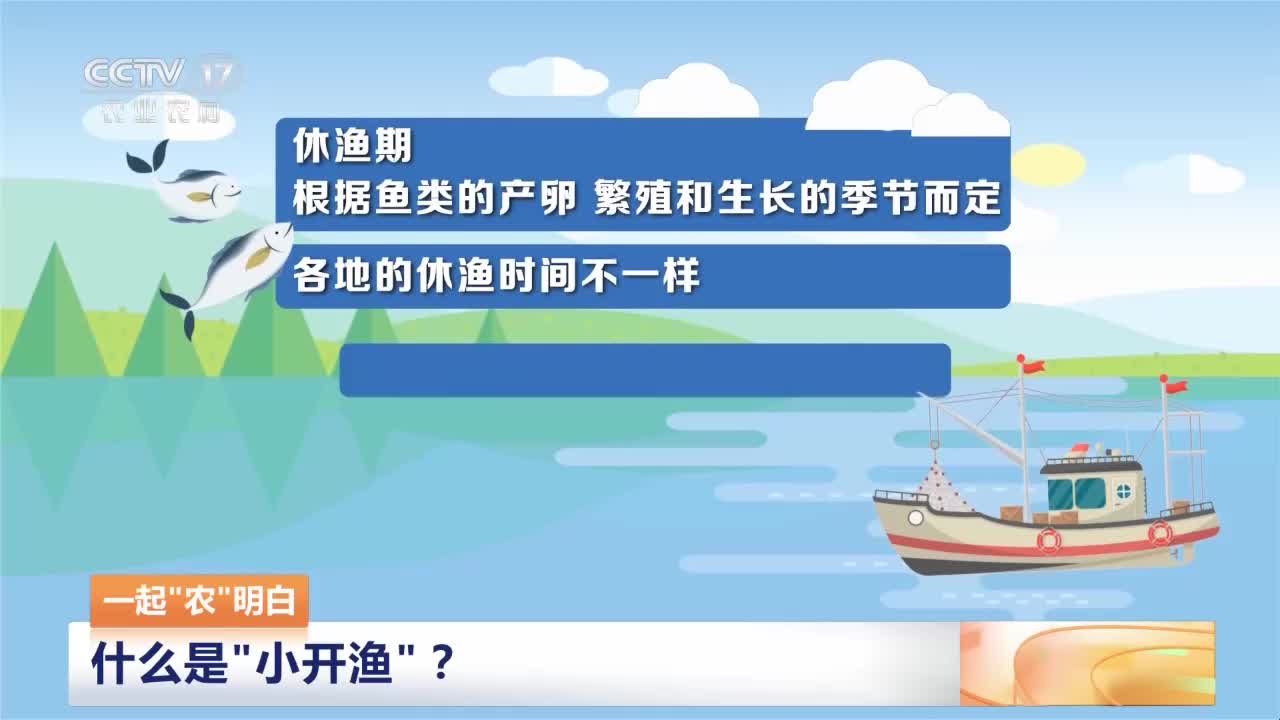 CCTV 17
农业农村
休渔期
根据鱼类的产卵 繁殖和生长的季节而定
各地的休渔时间不一样
一起"农"明白
什么是"小开渔"？